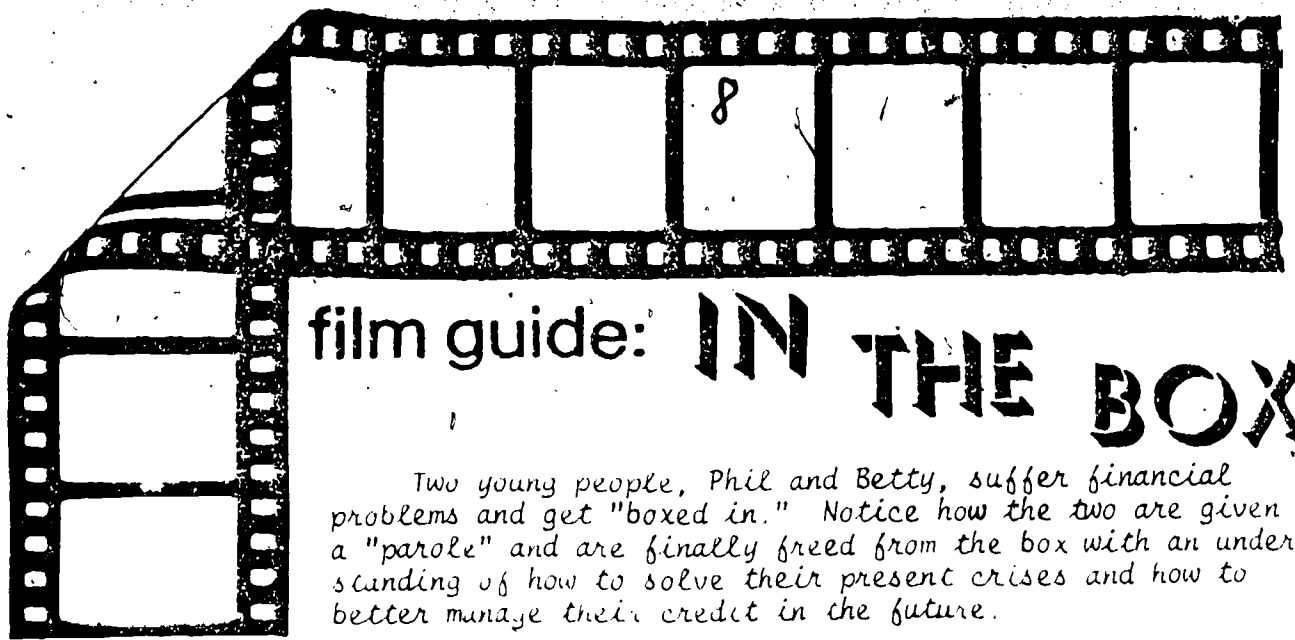 8
film guide: IN THE BOX
Two young people, Phil and Betty, suffer financial
problems and get "boxed in." Notice how the two are given
a "parole" and are finally freed from the box with an under
standing of how to solve their present crises and how to
better manage their credit in the future.